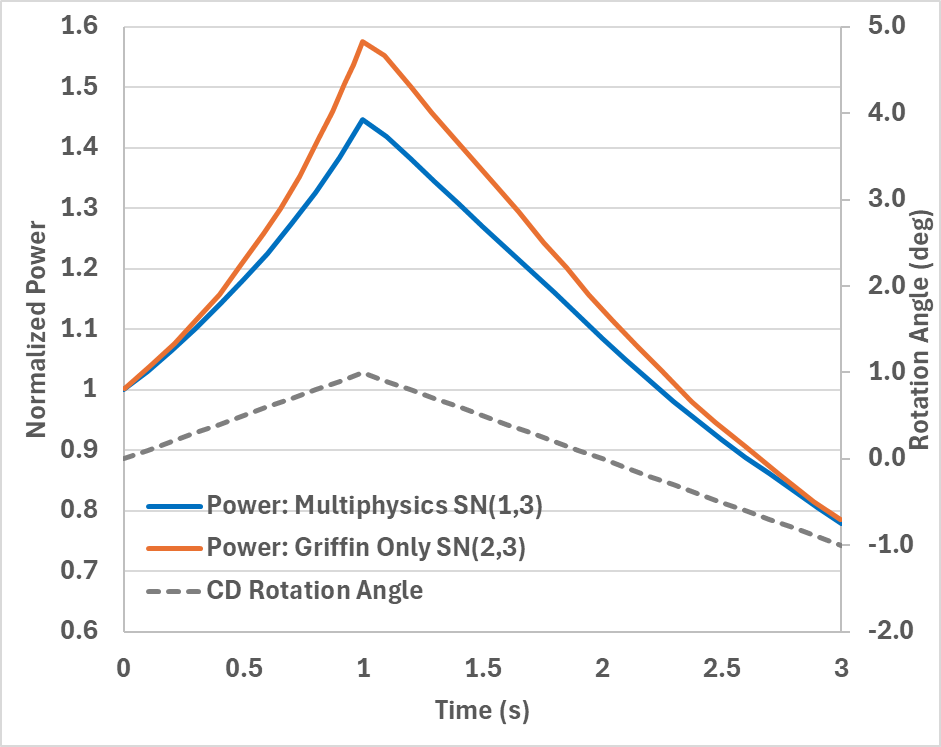 Normalized Power
1.6
1.5
1.4
1.3
1.2
1.1
1
0.9
0.8
0.7
0.6
5.0
4.0
3.0
2.0
1.0
0.0
-1.0
-2.0
Rotation Angle (deg)
Power: Multiphysics SN(1,3)
Power: Griffin Only SN(2,3)
CD Rotation Angle
0 0.5 1 1.5 2 2.5 3
Time (s)